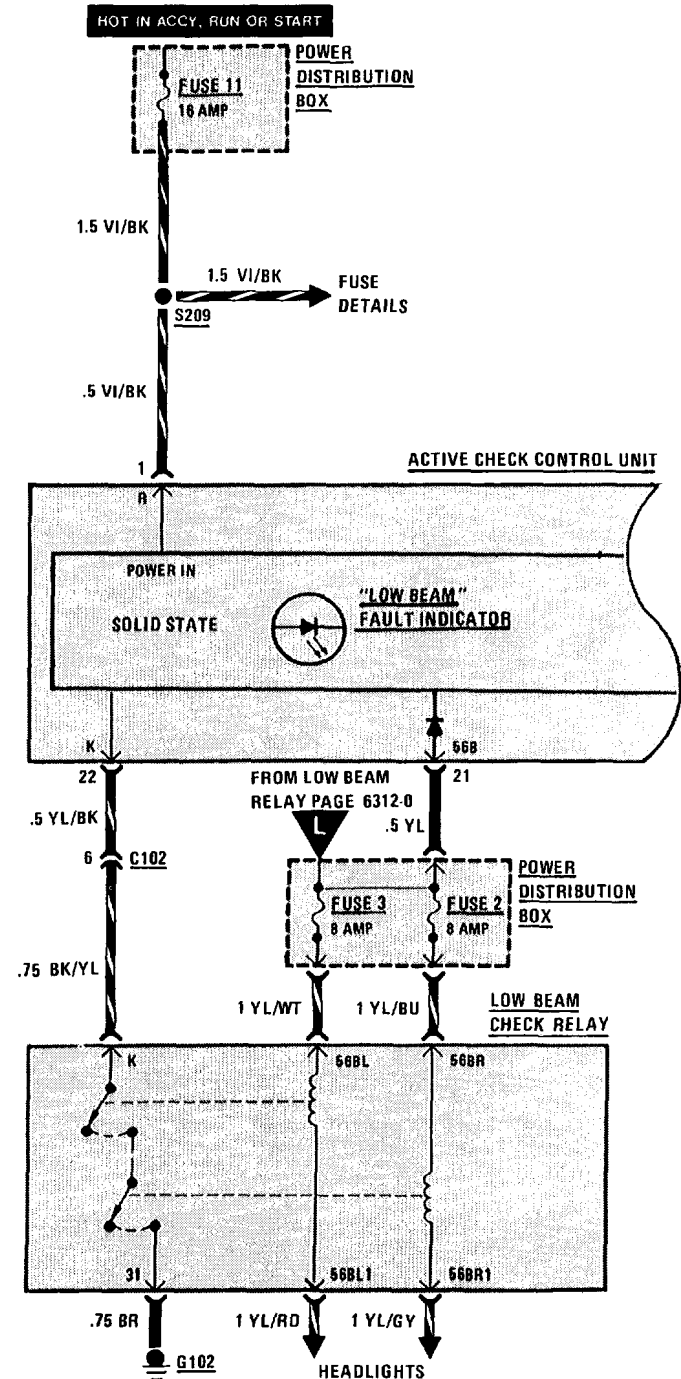 HOT IN ACCY, RUN OR START
POWER
DISTRIBUTION
BOX
FUSE 11
16 AMP
1.5 VI/BK
1.5 VI/BK
FUSE
DETAILS
S209
.5 VI/BK
1
ACTIVE CHECK CONTROL UNIT
R
POWER IN
SOLID STATE
"LOW BEAM"
FAULT INDICATOR
K
56B
22
21
FROM LOW BEAM
RELAY PAGE 6312-0
L
.5 YL/BK
.5 YL
6
C102
POWER
DISTRIBUTION
BOX
FUSE 3
8 AMP
FUSE 2
8 AMP
.75 BK/YL
1 YL/WT
1 YL/BU
LOW BEAM
CHECK RELAY
K
56BL
56BR
31
56BL1
56BR1
.75 BR
1 YL/RD
1 YL/GY
G102
HEADLIGHTS